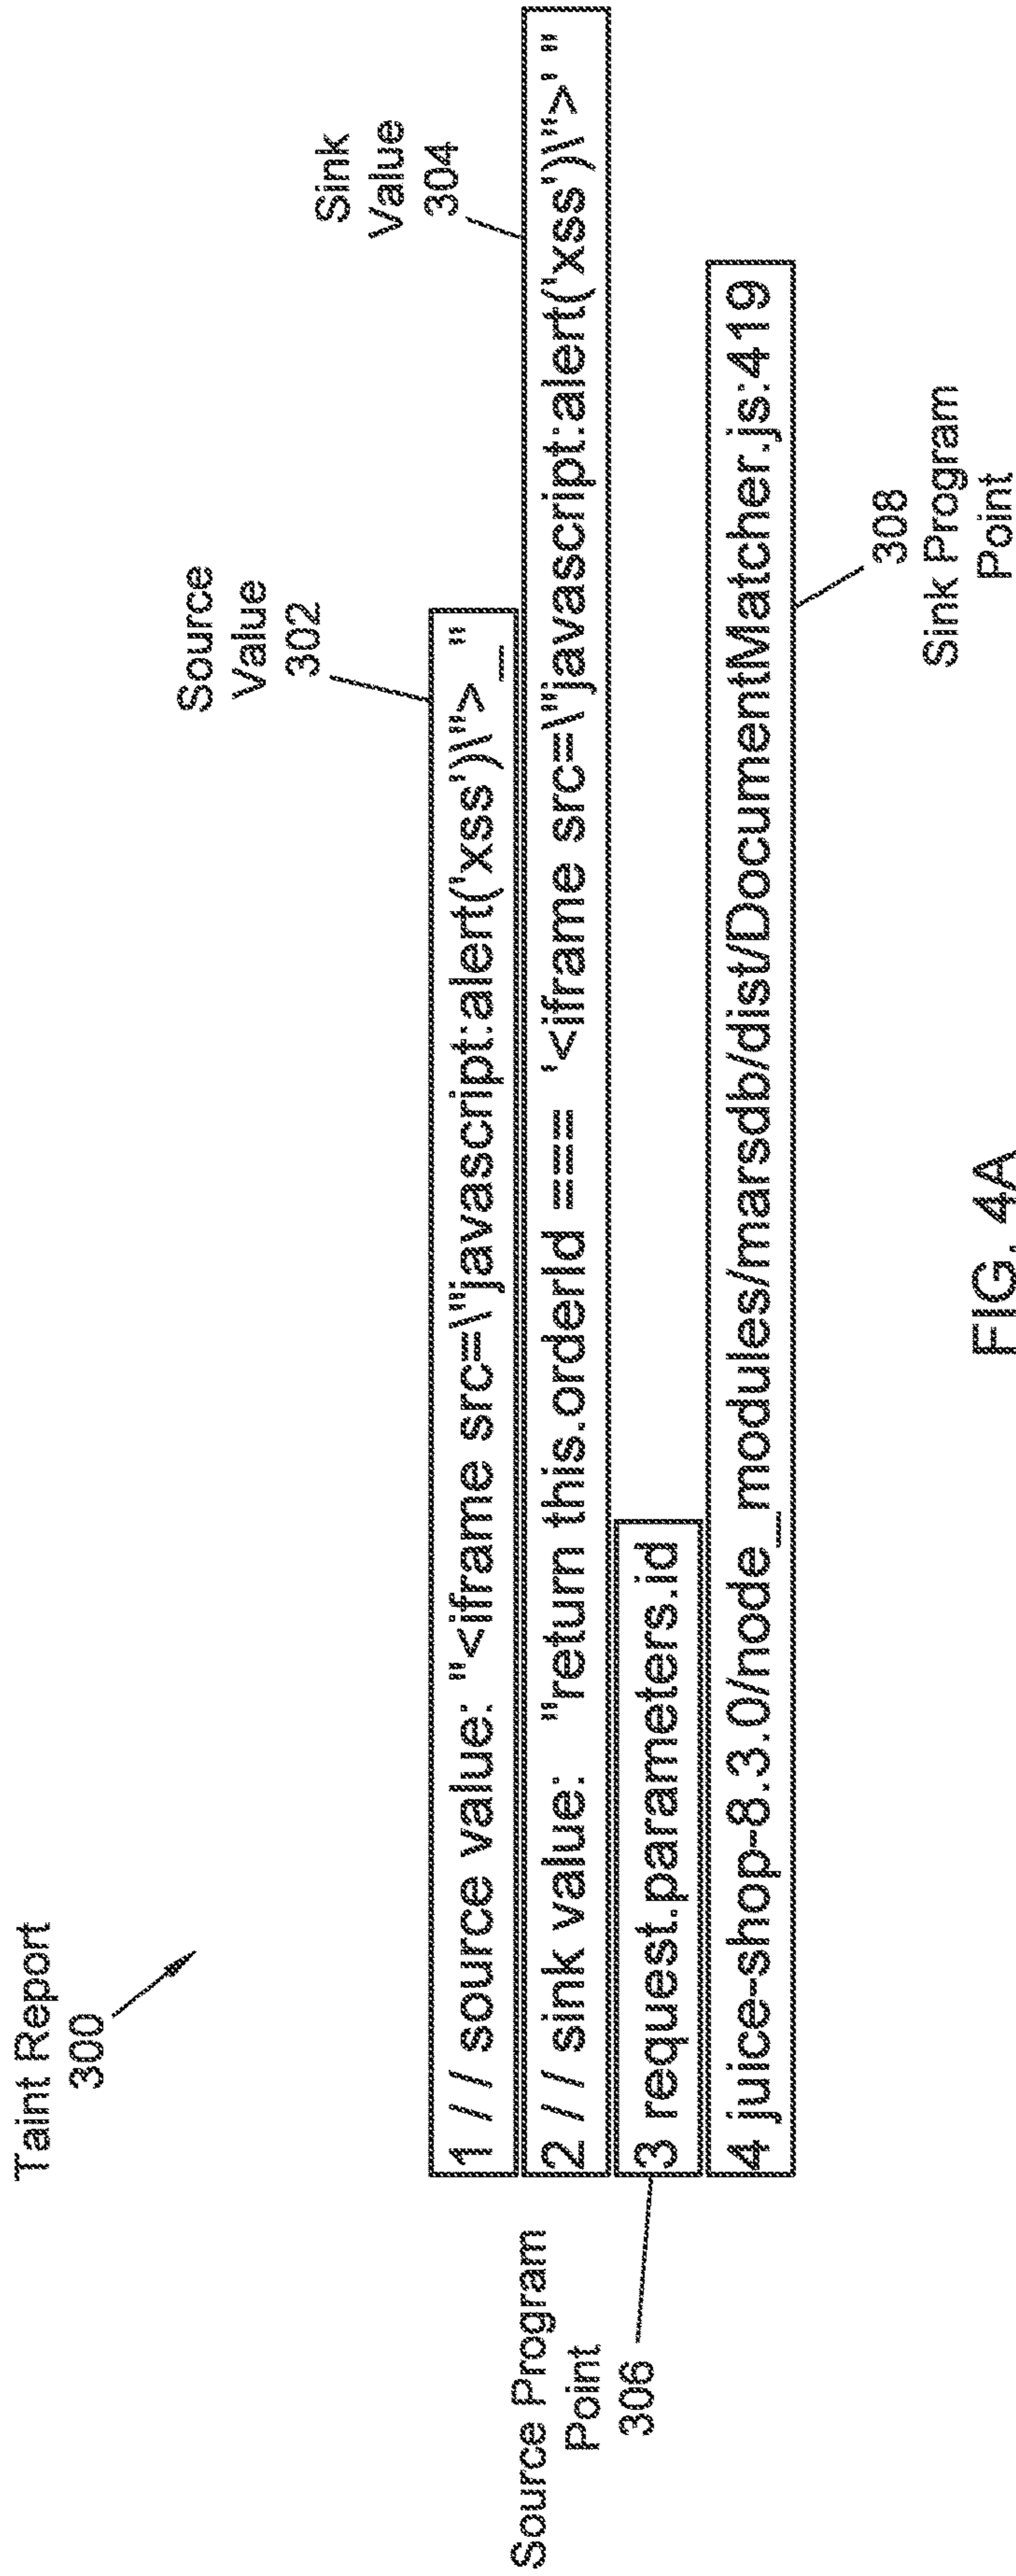 Taint Report
300
Source
Value
302
Sink
Value
304
1 / / source value: "<iframe src=\"javascript:alert('xss')\"> _ "
2 / / sink value: "return this.orderId === '<iframe src=\"javascript:alert('xss')\">' "
3 request.parameters.id
4 juice-shop-8.3.0/node_modules/marsdb/dist/DocumentMatcher.js:419
Source Program
Point
306
308
Sink Program
Point
FIG. 4A